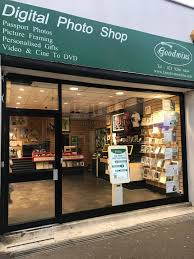 Digital Photo Shop
Passport Photos
Picture Framing
Personalised Gifts
Video & Cine To DVD
Goodwins